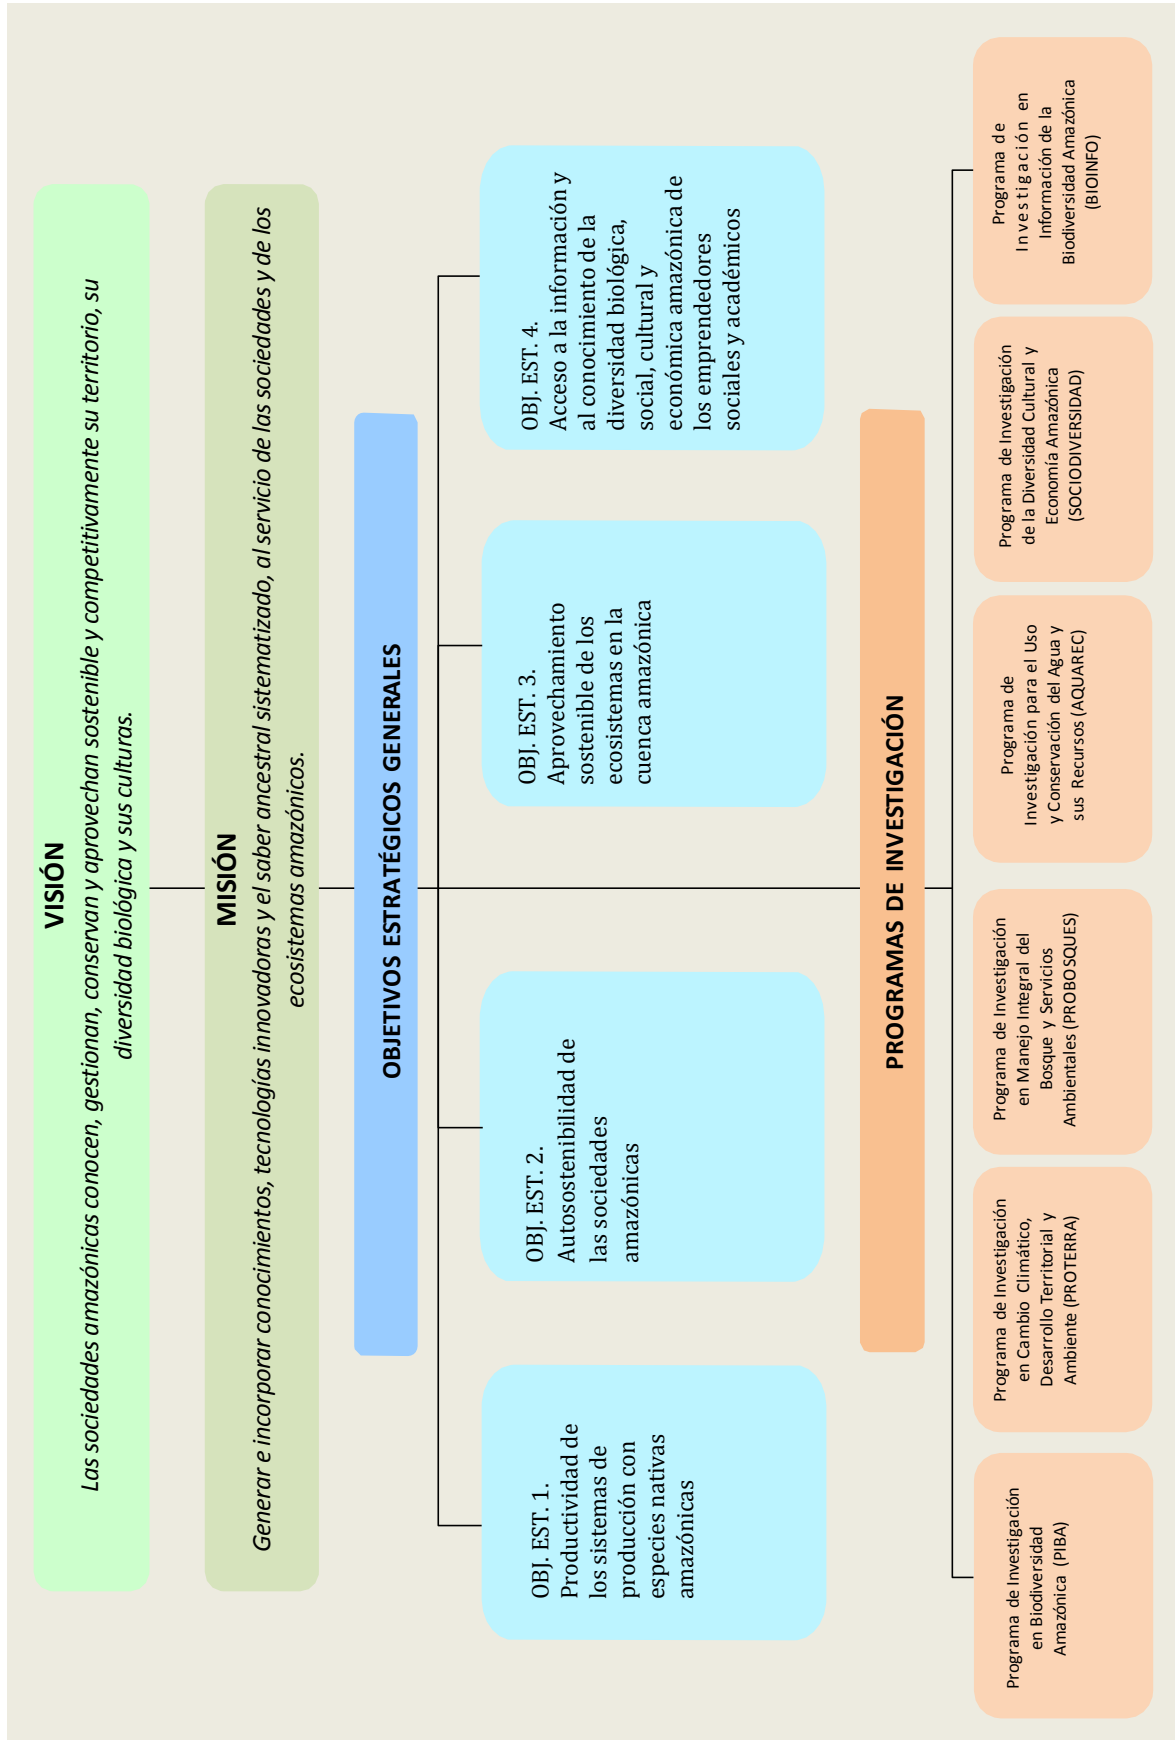 VISIÓN
Las sociedades amazónicas conocen, gestionan, conservan y aprovechan sostenible y competitivamente su territorio, su
diversidad biológica y sus culturas.
MISIÓN
Generar e incorporar conocimientos, tecnologías innovadoras y el saber ancestral sistematizado, al servicio de las sociedades y de los
ecosistemas amazónicos.
OBJETIVOS ESTRATÉGICOS GENERALES
OBJ. EST. 1.
Productividad de
los sistemas de
producción con
especies nativas
amazónicas
OBJ. EST. 2.
Autosostenibilidad de
las sociedades
amazónicas
OBJ. EST. 3.
Aprovechamiento
sostenible de los
ecosistemas en la
cuenca amazónica
OBJ. EST. 4.
Acceso a la información y
al conocimiento de la
diversidad biológica,
social, cultural y
económica amazónica de
los emprendedores
sociales y académicos
PROGRAMAS DE INVESTIGACIÓN
Programa de Investigación
en Biodiversidad
Amazónica (PIBA)
Programa de Investigación
en Cambio Climático,
Desarrollo Territorial y
Ambiente (PROTERRA)
Programa de Investigación
en Manejo Integral del
Bosque y Servicios
Ambientales (PROBOSQUES)
Programa de
Investigación para el Uso
y Conservación del Agua y
sus Recursos (AQUAREC)
Programa de Investigación
de la Diversidad Cultural y
Economía Amazónica
(SOCIODIVERSIDAD)
Programa de
Investigación en
Información de la
Biodiversidad Amazónica
(BIOINFO)